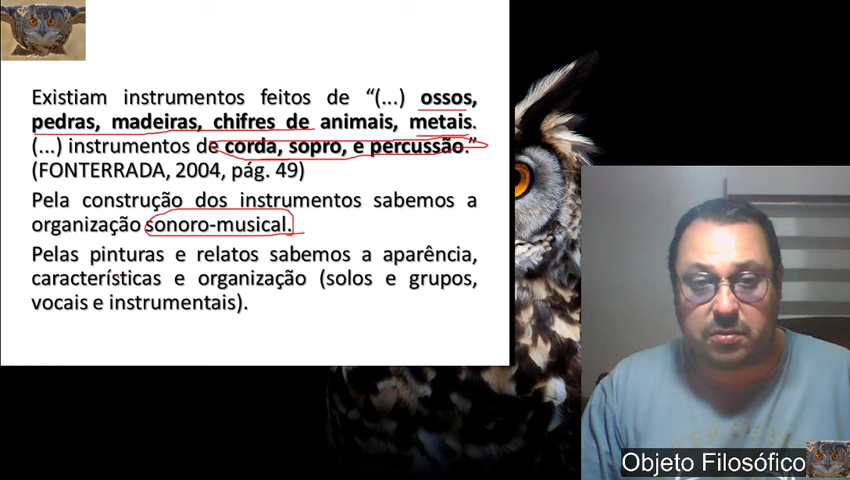 Existiam instrumentos feitos de “(...) ossos,
pedras, madeiras, chifres de animais, metais.
(...) instrumentos de corda, sopro, e percussão.”
(FONTERRADA, 2004, pág. 49)
Pela construção dos instrumentos sabemos a
organização sonoro-musical.
Pelas pinturas e relatos sabemos a aparência,
características e organização (solos e grupos,
vocais e instrumentais).
Objeto Filosófico